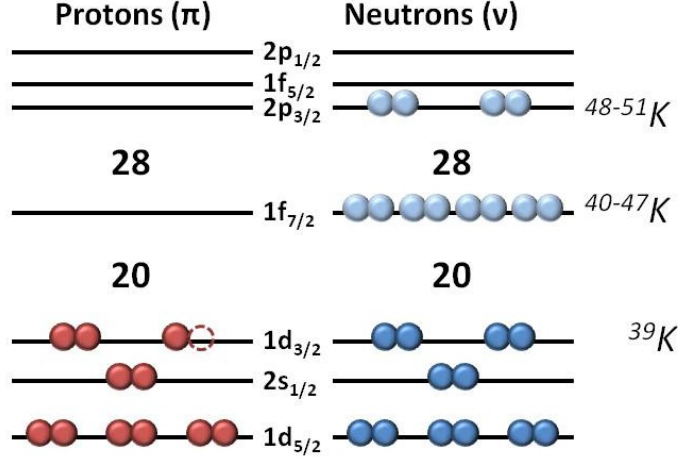 Protons (π) Neutrons (ν)
2p1/2
1f5/2
2p3/2 48-51K
28 28
1f7/2 40-47K
20 20
1d3/2 39K
2s1/2
1d5/2